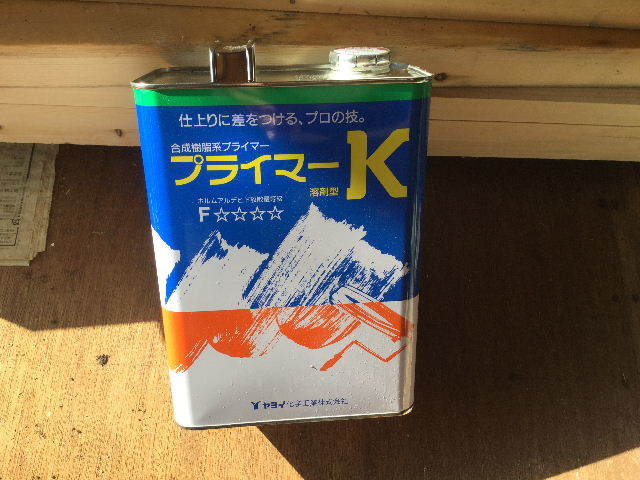 仕上りに差をつける、プロの技。
合成樹脂系プライマー
プライマーK
溶剤型
ホルムアルデヒド放散量等級
F☆☆☆☆
ヤヨイ化学工業株式会社